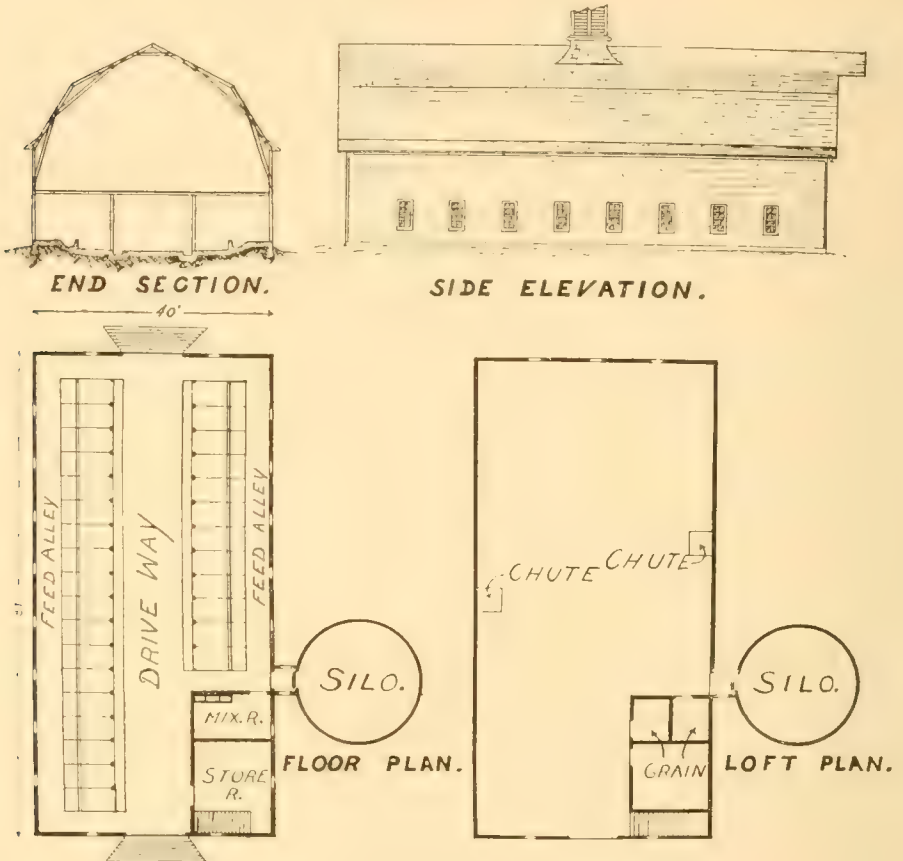 END SECTION.
SIDE ELEVATION.
40'
FEED ALLEY
DRIVE WAY
FEED ALLEY
SILO.
MIX. R.
STORE
R.
FLOOR PLAN.
CHUTE
CHUTE
SILO.
GRAIN
LOFT PLAN.